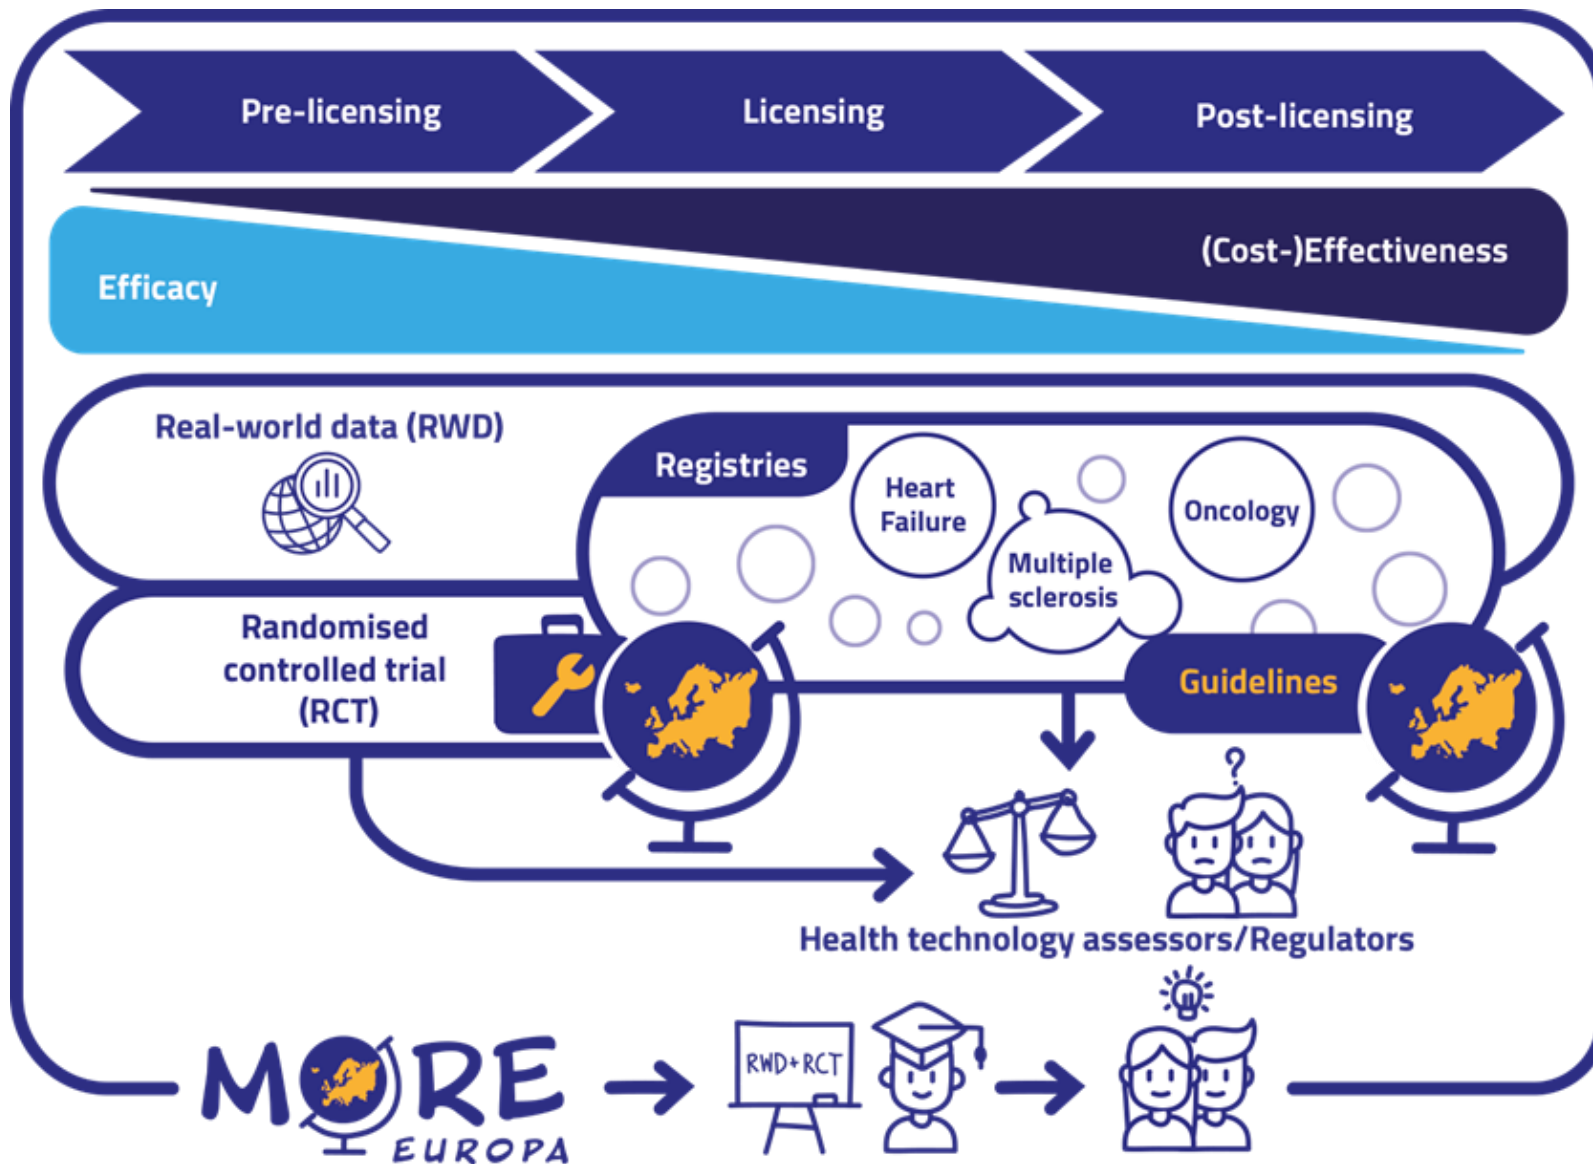 Pre-licensing
Licensing
Post-licensing
(Cost-)Effectiveness
Efficacy
Real-world data (RWD)
Registries
Heart
Failure
Oncology
Multiple
sclerosis
Randomised
controlled trial
(RCT)
Guidelines
?
Health technology assessors/Regulators
MORE
EUROPA
RWD+RCT